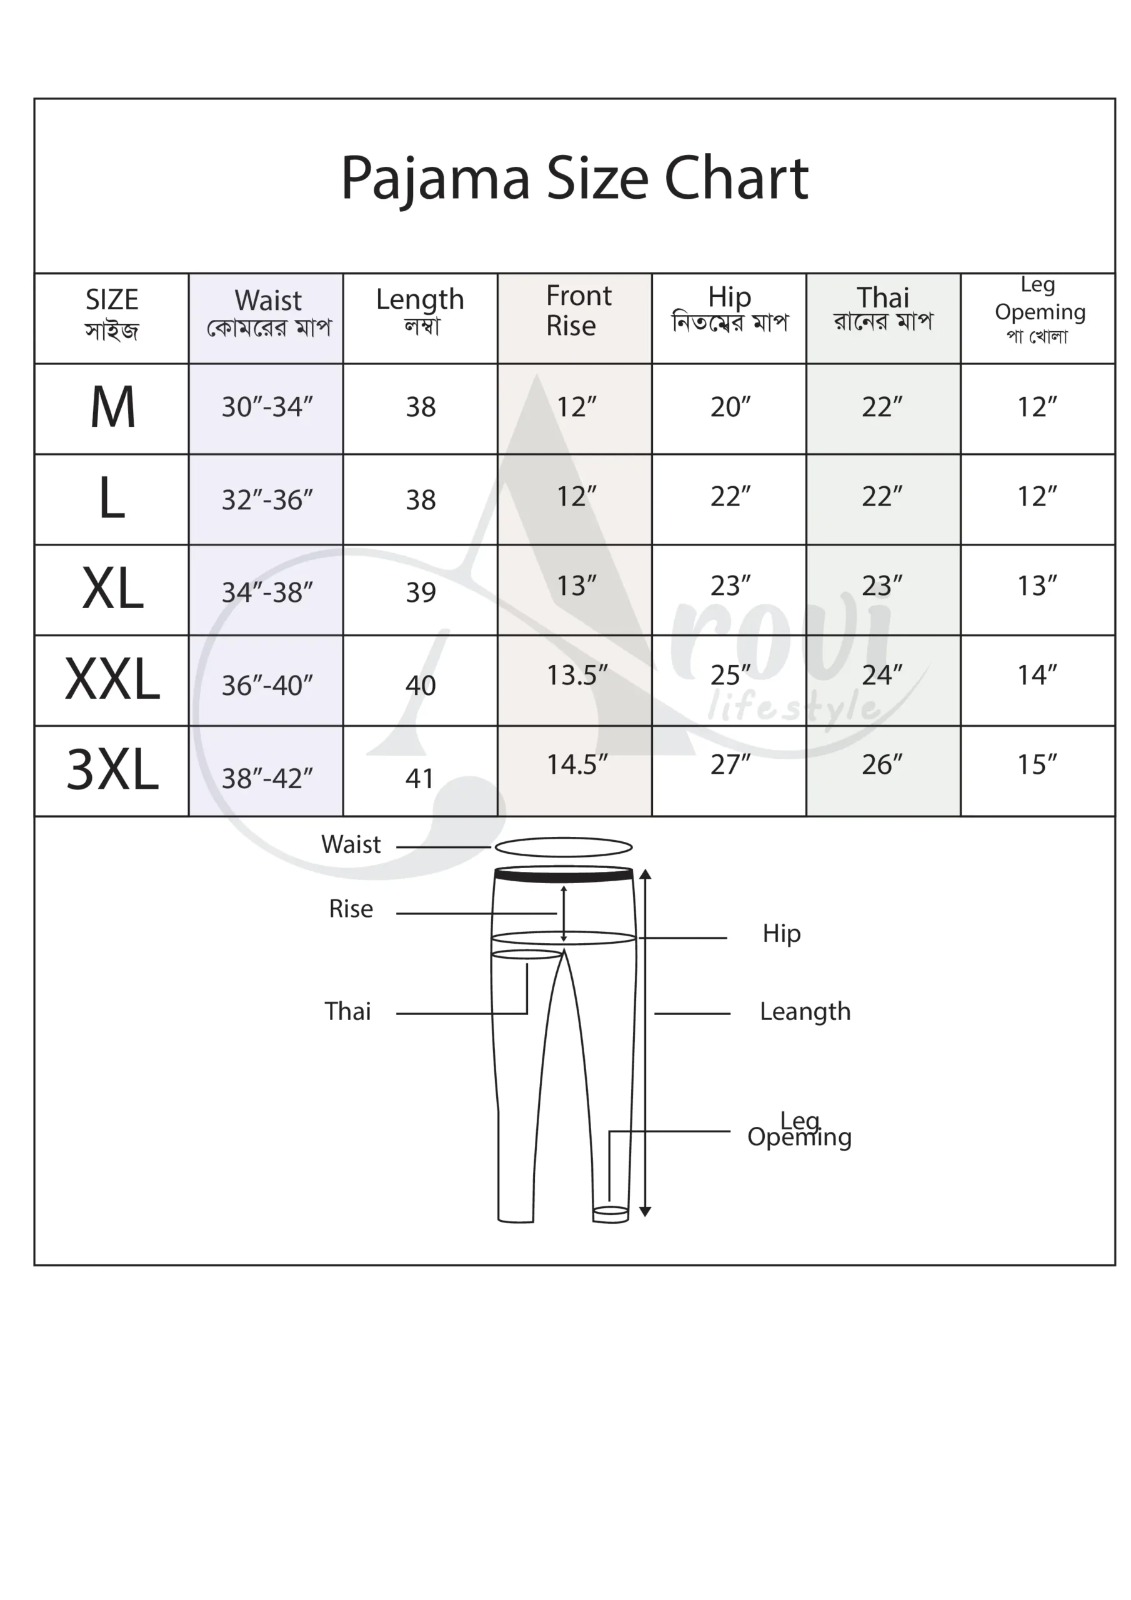 Pajama Size Chart
SIZE Waist Length Front Rise Hip Thai Leg Opeming
সাইজ কোমরের মাপ লম্বা নিতম্বের মাপ রানের মাপ পা খোলা
M 30”-34” 38 12” 20” 22” 12”
L 32”-36” 38 12” 22” 22” 12”
XL 34”-38” 39 13” 23” 23” 13”
XXL 36”-40” 40 13.5” 25” 24” 14”
3XL 38”-42” 41 14.5” 27” 26” 15”
Arovi
lifestyle
Waist
Rise
Hip
Thai
Leangth
Leg
Opeming